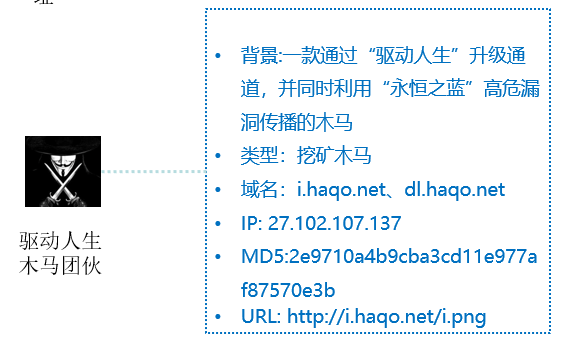 背景:一款通过“驱动人生”升级通
道，并同时利用“永恒之蓝”高危漏
洞传播的木马
类型：挖矿木马
域名：i.haqo.net、dl.haqo.net
IP: 27.102.107.137
MD5:2e9710a4b9cba3cd11e977a
f87570e3b
URL: http://i.haqo.net/i.png
驱动人生
木马团伙